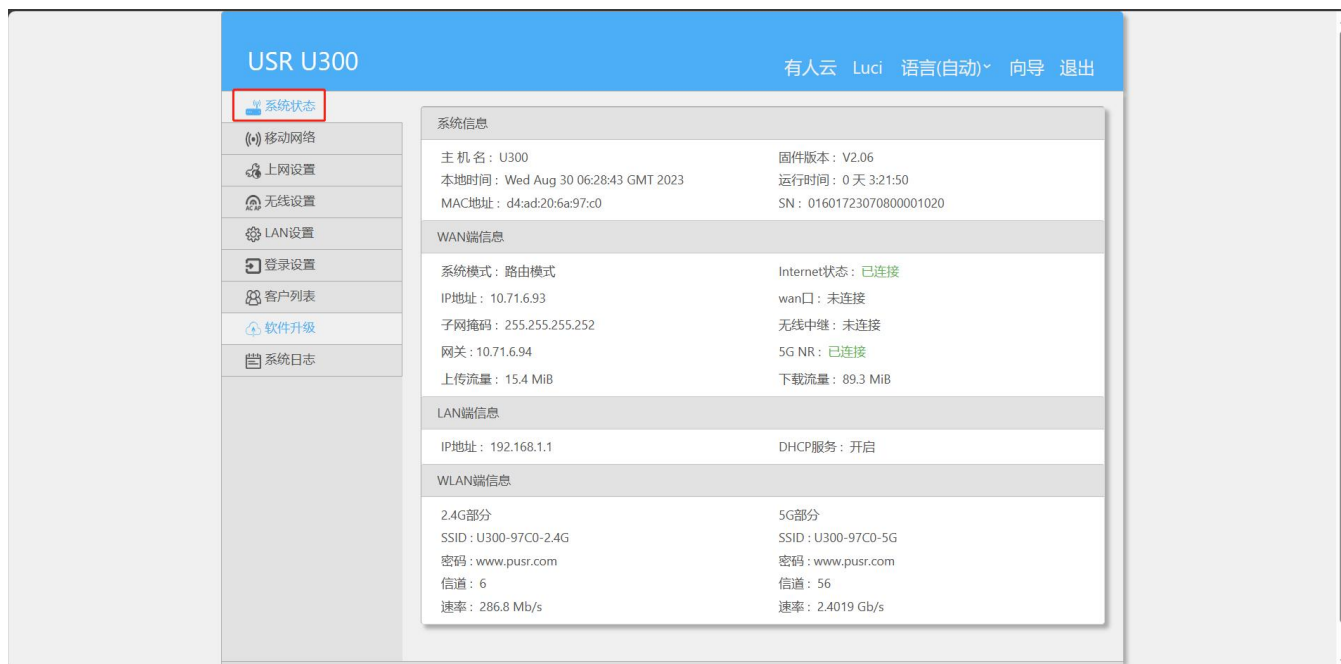 USR U300
有人云 Luci 语言(自动) 向导 退出
系统状态
移动网络
上网设置
AC AP 无线设置
LAN设置
登录设置
客户列表
软件升级
系统日志
系统信息
主 机 名 : U300 固件版本 : V2.06
本地时间 : Wed Aug 30 06:28:43 GMT 2023 运行时间 : 0 天 3:21:50
MAC地址 : d4:ad:20:6a:97:c0 SN : 01601723070800001020
WAN端信息
系统模式 : 路由模式 Internet状态 : 已连接
IP地址 : 10.71.6.93 wan口 : 未连接
子网掩码 : 255.255.255.252 无线中继 : 未连接
网关 : 10.71.6.94 5G NR : 已连接
上传流量 : 15.4 MiB 下载流量 : 89.3 MiB
LAN端信息
IP地址 : 192.168.1.1 DHCP服务 : 开启
WLAN端信息
2.4G部分 5G部分
SSID : U300-97C0-2.4G SSID : U300-97C0-5G
密码 : www.pusr.com 密码 : www.pusr.com
信道 : 6 信道 : 56
速率 : 286.8 Mb/s 速率 : 2.4019 Gb/s